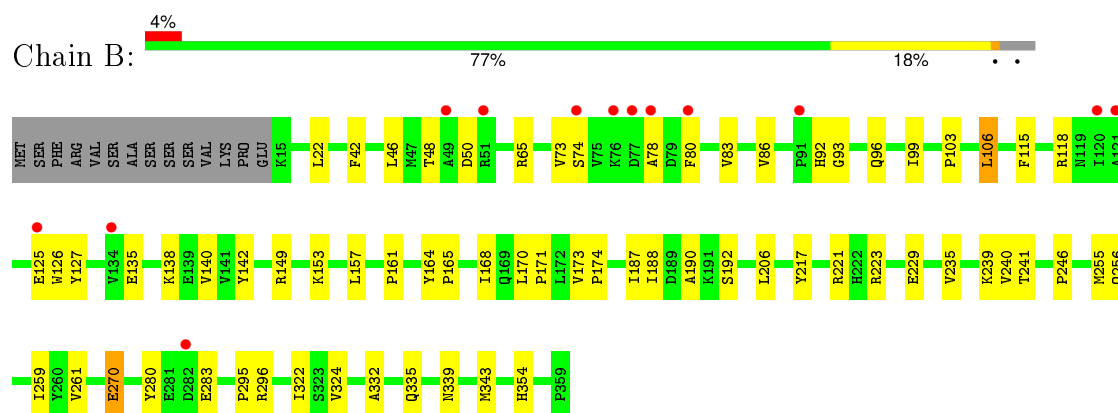 4%
Chain B:
77% 18% • •
MET SER PHE ARG VAL SER ALA SER SER SER VAL LYS PRO GLU K15 L22 F42 L46 M47 T48 A49 D50 R51 R65 V73 S74 V75 K76 D77 A78 D79 F80 V83 V86 P91 H92 G93 Q96 I99 P103 L106 F115 R118 N119 I120 A121
E125 W126 Y127 V134 E135 K138 E139 V140 V141 Y142 R149 K153 L157 P161 Y164 P165 I168 Q169 L170 P171 L172 V173 P174 I187 I188 D189 A190 K191 S192 L206 Y217 R221 H222 R223 E229 V235 K239 V240 T241 P246 M255 Q256
I259 Y260 V261 E270 Y280 E281 D282 E283 P295 R296 I322 S323 V324 A332 Q335 N339 M343 H354 P359